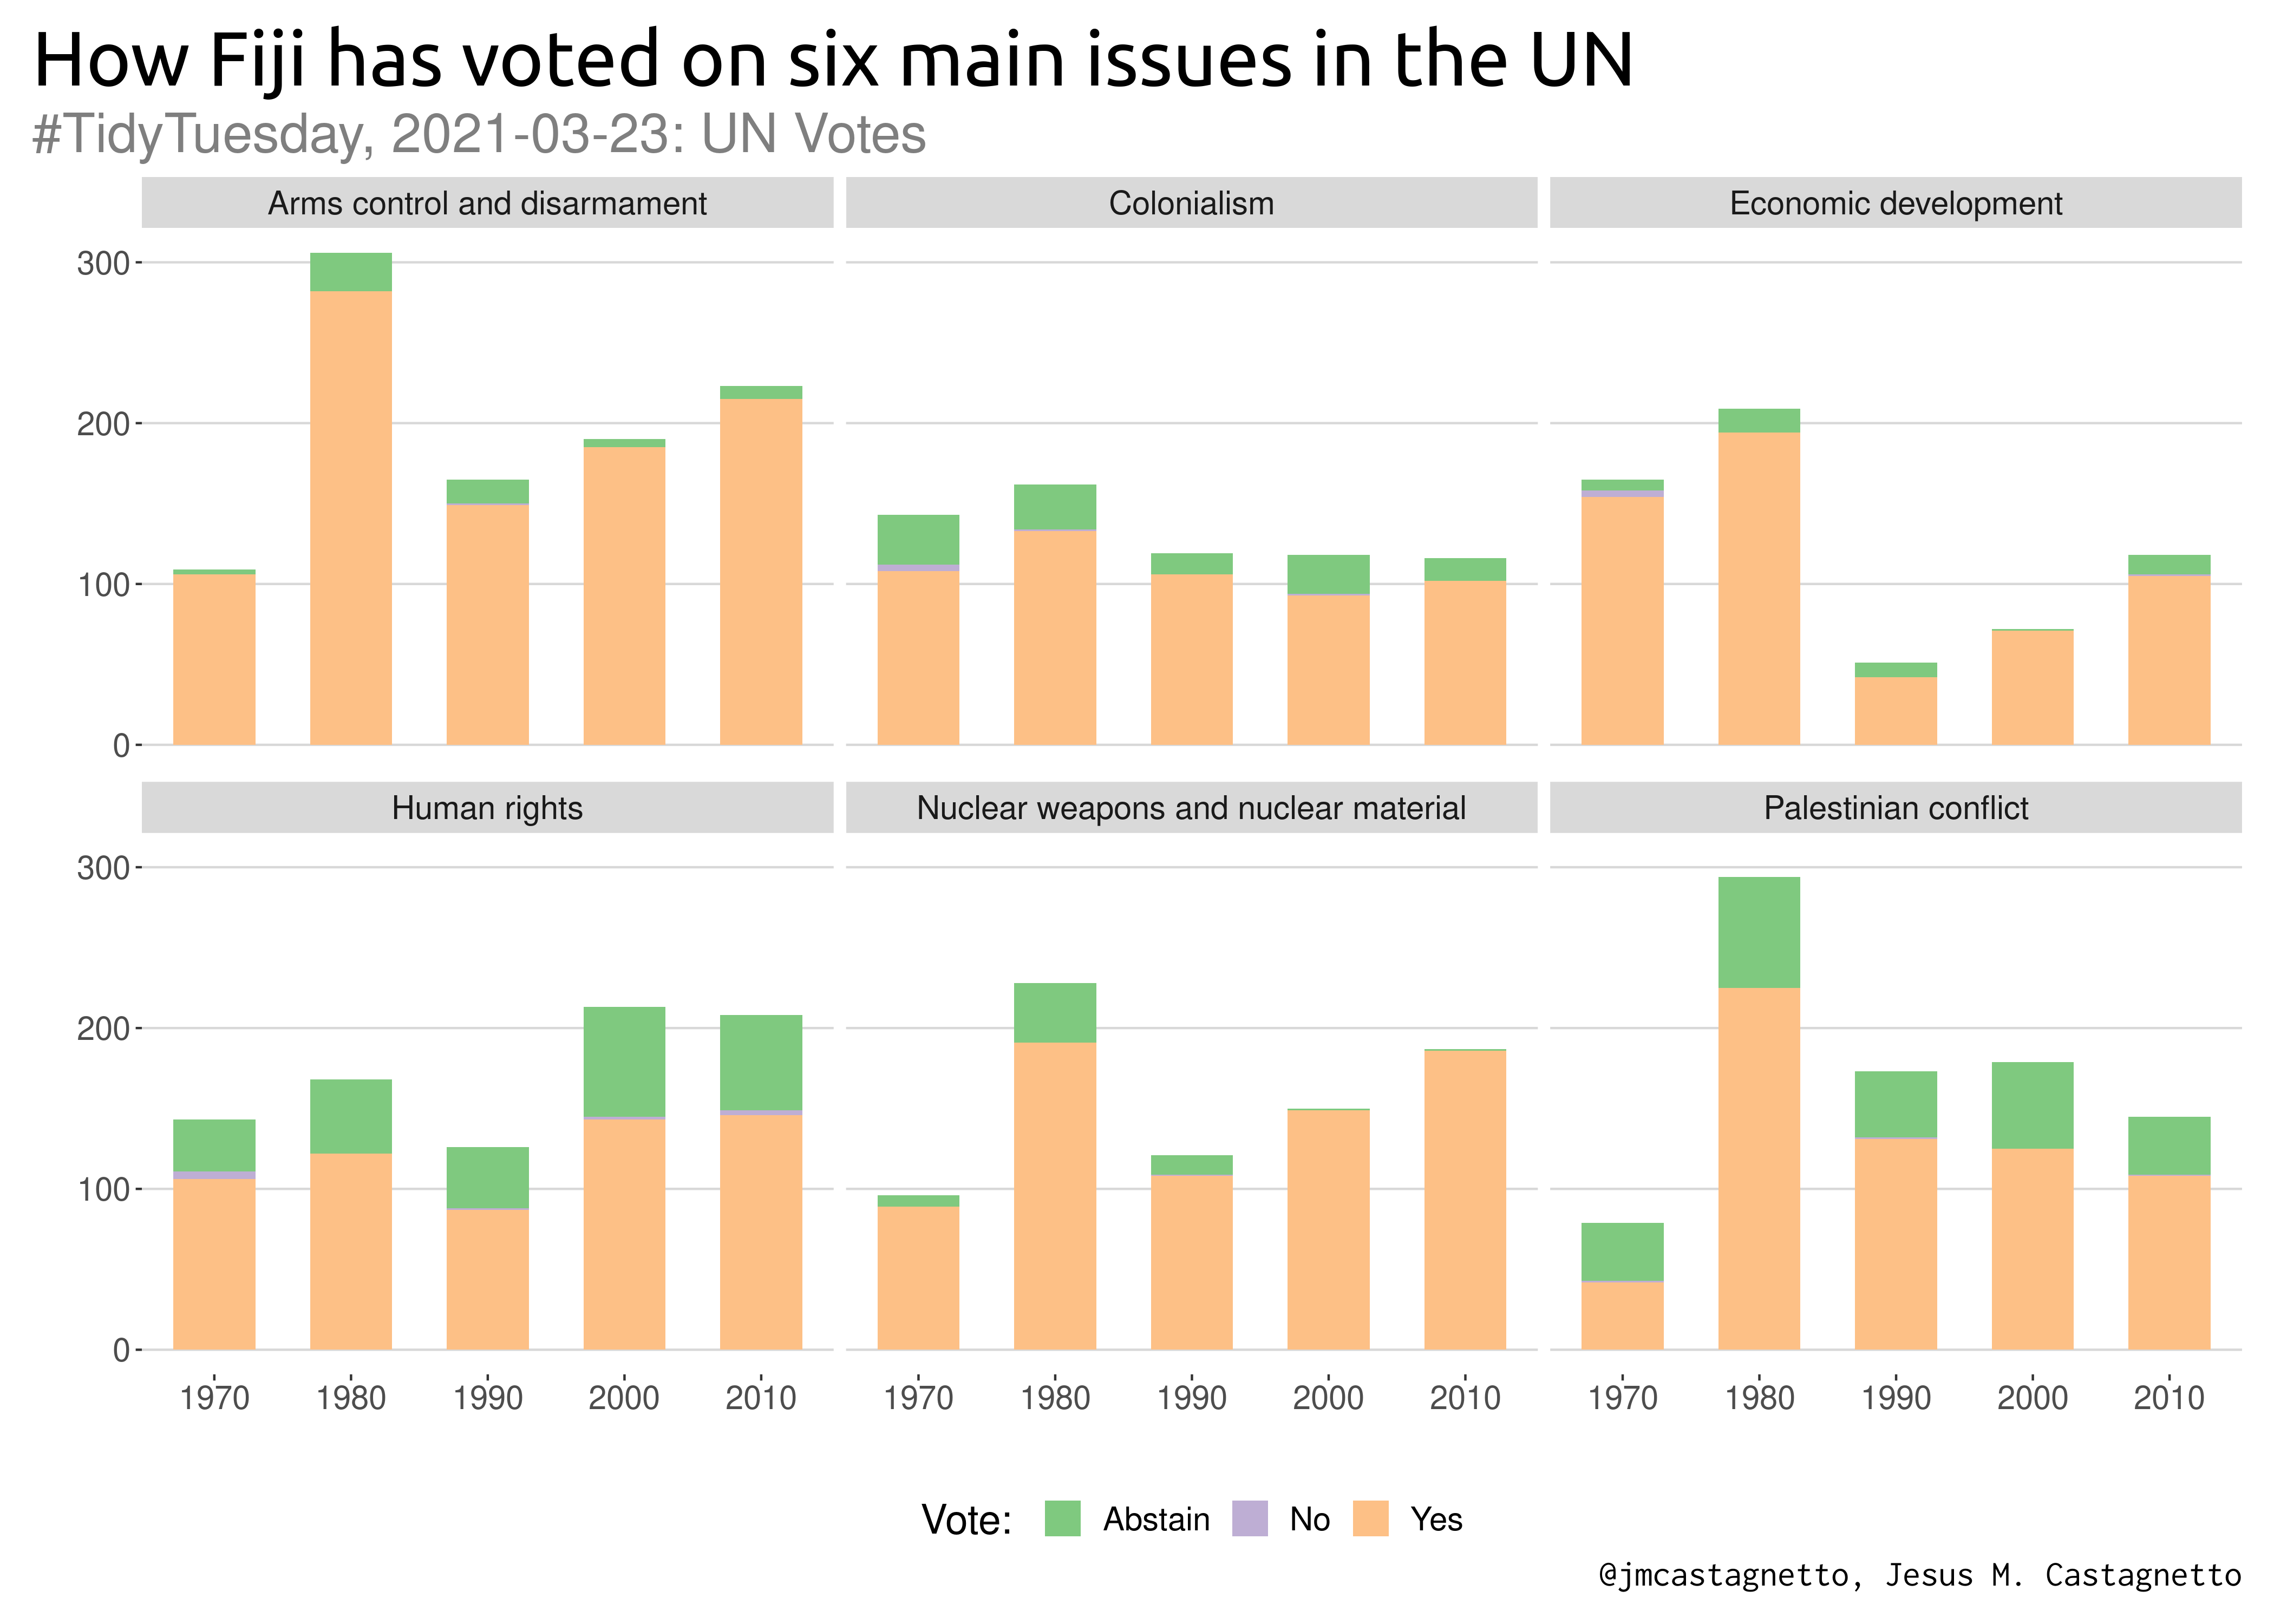 How Fiji has voted on six main issues in the UN
#TidyTuesday, 2021-03-23: UN Votes
Arms control and disarmament
Colonialism
Economic development
300
200
100
0
Human rights
Nuclear weapons and nuclear material
Palestinian conflict
300
200
100
0
1970 1980 1990 2000 2010
1970 1980 1990 2000 2010
1970 1980 1990 2000 2010
Vote: Abstain No Yes
@jmcastagnetto, Jesus M. Castagnetto